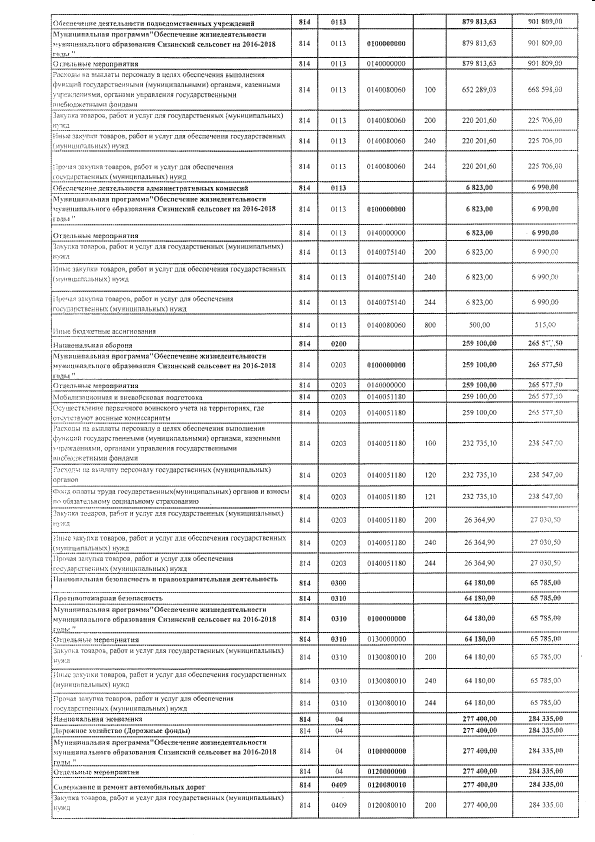 Обеспечение деятельности подведомственных учреждений 814 0113 879 813,63 901 809,00
Муниципальная программа"Обеспечение жизнедеятельности
муниципального образования Сизинский сельсовет на 2016-2018
годы " 814 0113 0100000000 879 813,63 901 809,00
Отдельные мероприятия 814 0113 0140000000 879 813,63 901 809,00
Расходы на выплаты персоналу в целях обеспечения выполнения
функций государственными (муниципальными) органами, казенными
учреждениями, органами управления государственными
внебюджетными фондами 814 0113 0140080060 100 652 289,03 668 598,00
Закупка товаров, работ и услуг для государственных (муниципальных)
нужд 814 0113 0140080060 200 220 201,60 225 706,00
Иные закупки товаров, работ и услуг для обеспечения государственных
(муниципальных) нужд 814 0113 0140080060 240 220 201,60 225 706,00
Прочая закупка товаров, работ и услуг для обеспечения
государственных (муниципальных) нужд 814 0113 0140080060 244 220 201,60 225 706,00
Обеспечение деятельности административных комиссий 814 0113 6 823,00 6 990,00
Муниципальная программа"Обеспечение жизнедеятельности
муниципального образования Сизинский сельсовет на 2016-2018
годы " 814 0113 0100000000 6 823,00 6 990,00
Отдельные мероприятия 814 0113 0140000000 6 823,00 6 990,00
Закупка товаров, работ и услуг для государственных (муниципальных)
нужд 814 0113 0140075140 200 6 823,00 6 990,00
Иные закупки товаров, работ и услуг для обеспечения государственных
(муниципальных) нужд 814 0113 0140075140 240 6 823,00 6 990,00
Прочая закупка товаров, работ и услуг для обеспечения
государственных (муниципальных) нужд 814 0113 0140075140 244 6 823,00 6 990,00
Иные бюджетные ассигнования 814 0113 0140080060 800 500,00 515,00
Национальная оборона 814 0200 259 100,00 265 577,50
Муниципальная программа"Обеспечение жизнедеятельности
муниципального образования Сизинский сельсовет на 2016-2018
годы " 814 0203 0100000000 259 100,00 265 577,50
Отдельные мероприятия 814 0203 0140000000 259 100,00 265 577,50
Мобилизационная и вневойсковая подготовка 814 0203 0140051180 259 100,00 265 577,50
Осуществление первичного воинского учета на территориях, где
отсутствуют военные комиссариаты 814 0203 0140051180 259 100,00 265 577,50
Расходы на выплаты персоналу в целях обеспечения выполнения
функций государственными (муниципальными) органами, казенными
учреждениями, органами управления государственными
внебюджетными фондами 814 0203 0140051180 100 232 735,10 238 547,00
Расходы на выплату персоналу государственных (муниципальных)
органов 814 0203 0140051180 120 232 735,10 238 547,00
Фонд оплаты труда государственных(муниципальных) органов и взносы
по обязательному социальному страхованию 814 0203 0140051180 121 232 735,10 238 547,00
Закупка товаров, работ и услуг для государственных (муниципальных)
нужд 814 0203 0140051180 200 26 364,90 27 030,50
Иные закупки товаров, работ и услуг для обеспечения государственных
(муниципальных) нужд 814 0203 0140051180 240 26 364,90 27 030,50
Прочая закупка товаров, работ и услуг для обеспечения
государственных (муниципальных) нужд 814 0203 0140051180 244 26 364,90 27 030,50
Национальная безопасность и правоохранительная деятельность 814 0300 64 180,00 65 785,00
Противопожарная безопасность 814 0310 64 180,00 65 785,00
Муниципальная программа"Обеспечение жизнедеятельности
муниципального образования Сизинский сельсовет на 2016-2018
годы " 814 0310 0100000000 64 180,00 65 785,00
Отдельные мероприятия 814 0310 0130000000 64 180,00 65 785,00
Закупка товаров, работ и услуг для государственных (муниципальных)
нужд 814 0310 0130080010 200 64 180,00 65 785,00
Иные закупки товаров, работ и услуг для обеспечения государственных
(муниципальных) нужд 814 0310 0130080010 240 64 180,00 65 785,00
Прочая закупка товаров, работ и услуг для обеспечения
государственных (муниципальных) нужд 814 0310 0130080010 244 64 180,00 65 785,00
Национальная экономика 814 04 277 400,00 284 335,00
Дорожное хозяйство (Дорожные фонды) 814 04 277 400,00 284 335,00
Муниципальная программа"Обеспечение жизнедеятельности
муниципального образования Сизинский сельсовет на 2016-2018
годы " 814 04 0100000000 277 400,00 284 335,00
Отдельные мероприятия 814 04 0120000000 277 400,00 284 335,00
Содержание и ремонт автомобильных дорог 814 0409 0120080010 277 400,00 284 335,00
Закупка товаров, работ и услуг для государственных (муниципальных)
нужд 814 0409 0120080010 200 277 400,00 284 335,00